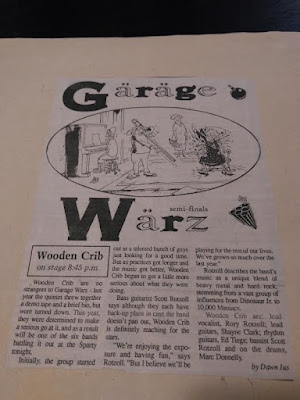 Gäräge
semi-finals
Wärz
Wooden Crib
on stage 8:45 p.m.
Wooden Crib are no
strangers to Garage Warz - last
year the quintet threw together
a demo tape and a brief bio, but
were turned down. This year,
they were determined to make
a serious go at it, and as a result
will be one of six bands
battling it out at the Sparty
tonight.
Initially, the group started
out as a talented bunch of guys
just looking for a good time.
But as practices got longer and
the music got better, Wooden
Crib began to get a little more
serious about what they were
doing.
Bass guitarist Scott Rotzoll
says although they each have
back-up plans in case the band
doesn't pan out, Wooden Crib
is definitely reaching for the
stars.
"We're enjoying the expo-
sure and having fun," says
Rotzoll. "But I believe we'll be
playing for the rest of our lives.
We've grown so much over the
last year."
Rotzoll describes the band's
music as a unique blend of
heavy metal and hard rock,
stemming from a vast group of
influences from Dinosaur Jr. to
10,000 Meniacs.
Wooden Crib are: lead
vocalist, Rory Rotzoll; lead
guitars, Shayne Clark; rhythm
guitars, Ed Tiegs; bassist Scott
Rotzoll and on the drums,
Marc Donnelly.
by Dawn Ius